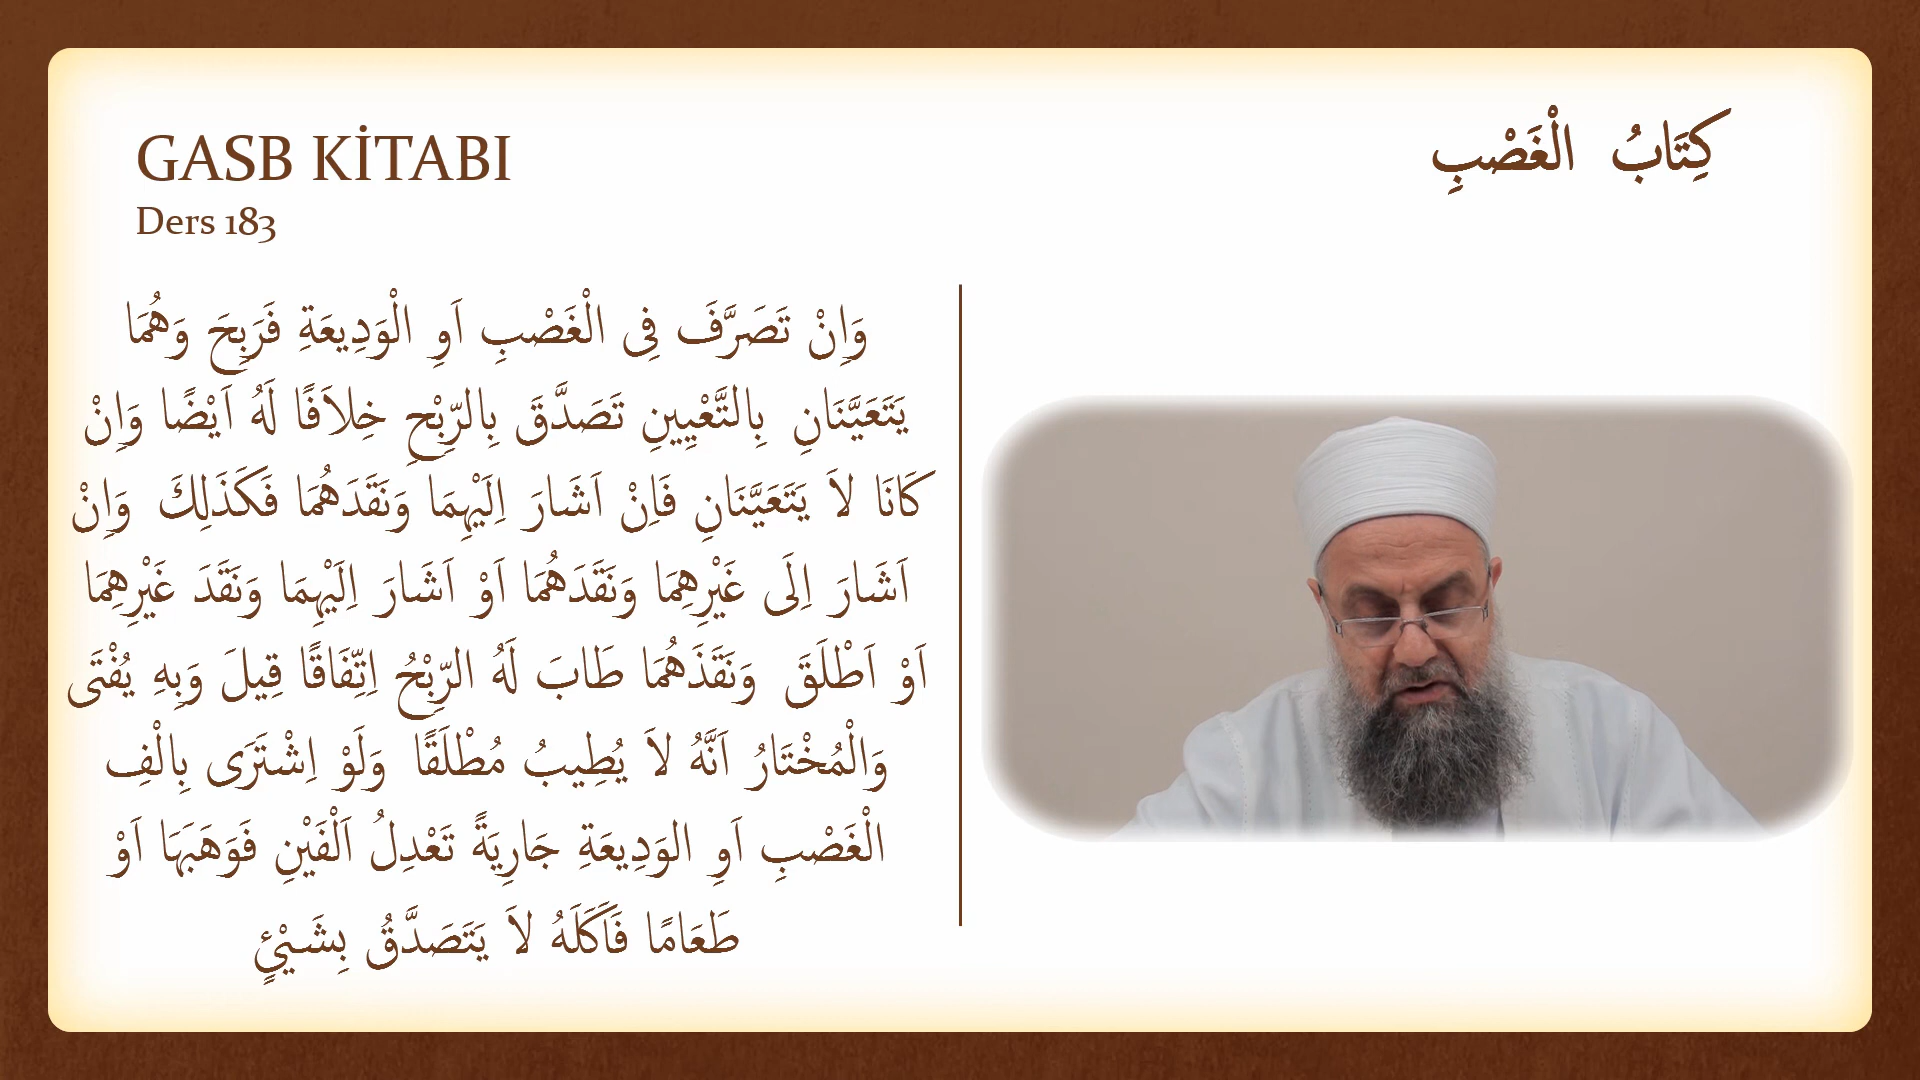 GASB KİTABI
Ders 183
كِتَابُ الْغَصْبِ
وَاِنْ تَصَرَّفَ فِى الْغَصْبِ اَوِ الْوَدِيعَةِ فَرَبِحَ وَهُمَا
يَتَعَيَّنَانِ بِالتَّعْيِينِ تَصَدَّقَ بِالرِّبْحِ خِلاَفًا لَهُ اَيْضًا وَاِنْ
كَانَا لاَ يَتَعَيَّنَانِ فَاِنْ اَشَارَ اِلَيْهِمَا وَنَقَدَهُمَا فَكَذَلِكَ وَاِنْ
اَشَارَ اِلَى غَيْرِهِمَا وَنَقَدَهُمَا اَوْ اَشَارَ اِلَيْهِمَا وَنَقَدَ غَيْرِهِمَا
اَوْ اَطْلَقَ وَنَقَذَهُمَا طَابَ لَهُ الرِّبْحُ اِتِّفَاقًا قِيلَ وَبِهِ يُفْتَى
وَالْمُخْتَارُ اَنَّهُ لاَ يُطِيبُ مُطْلَقًا وَلَوْ اِشْتَرَى بِالْفِ
الْغَصْبِ اَوِ الوَدِيعَةِ جَارِيَةً تَعْدِلُ اَلْفَيْنِ فَوَهَبَهَا اَوْ
طَعَامًا فَاَكَلَهُ لاَ يَتَصَدَّقُ بِشَيْئٍ